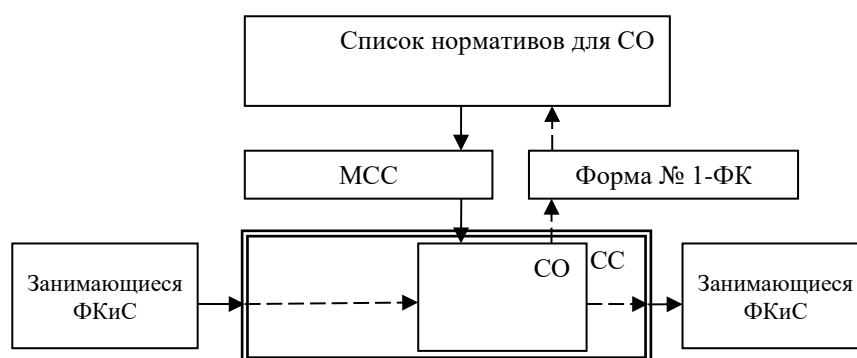 Список нормативов для СО
МСС
Форма № 1-ФК
Занимающиеся
ФКиС
СО
СС
Занимающиеся
ФКиС